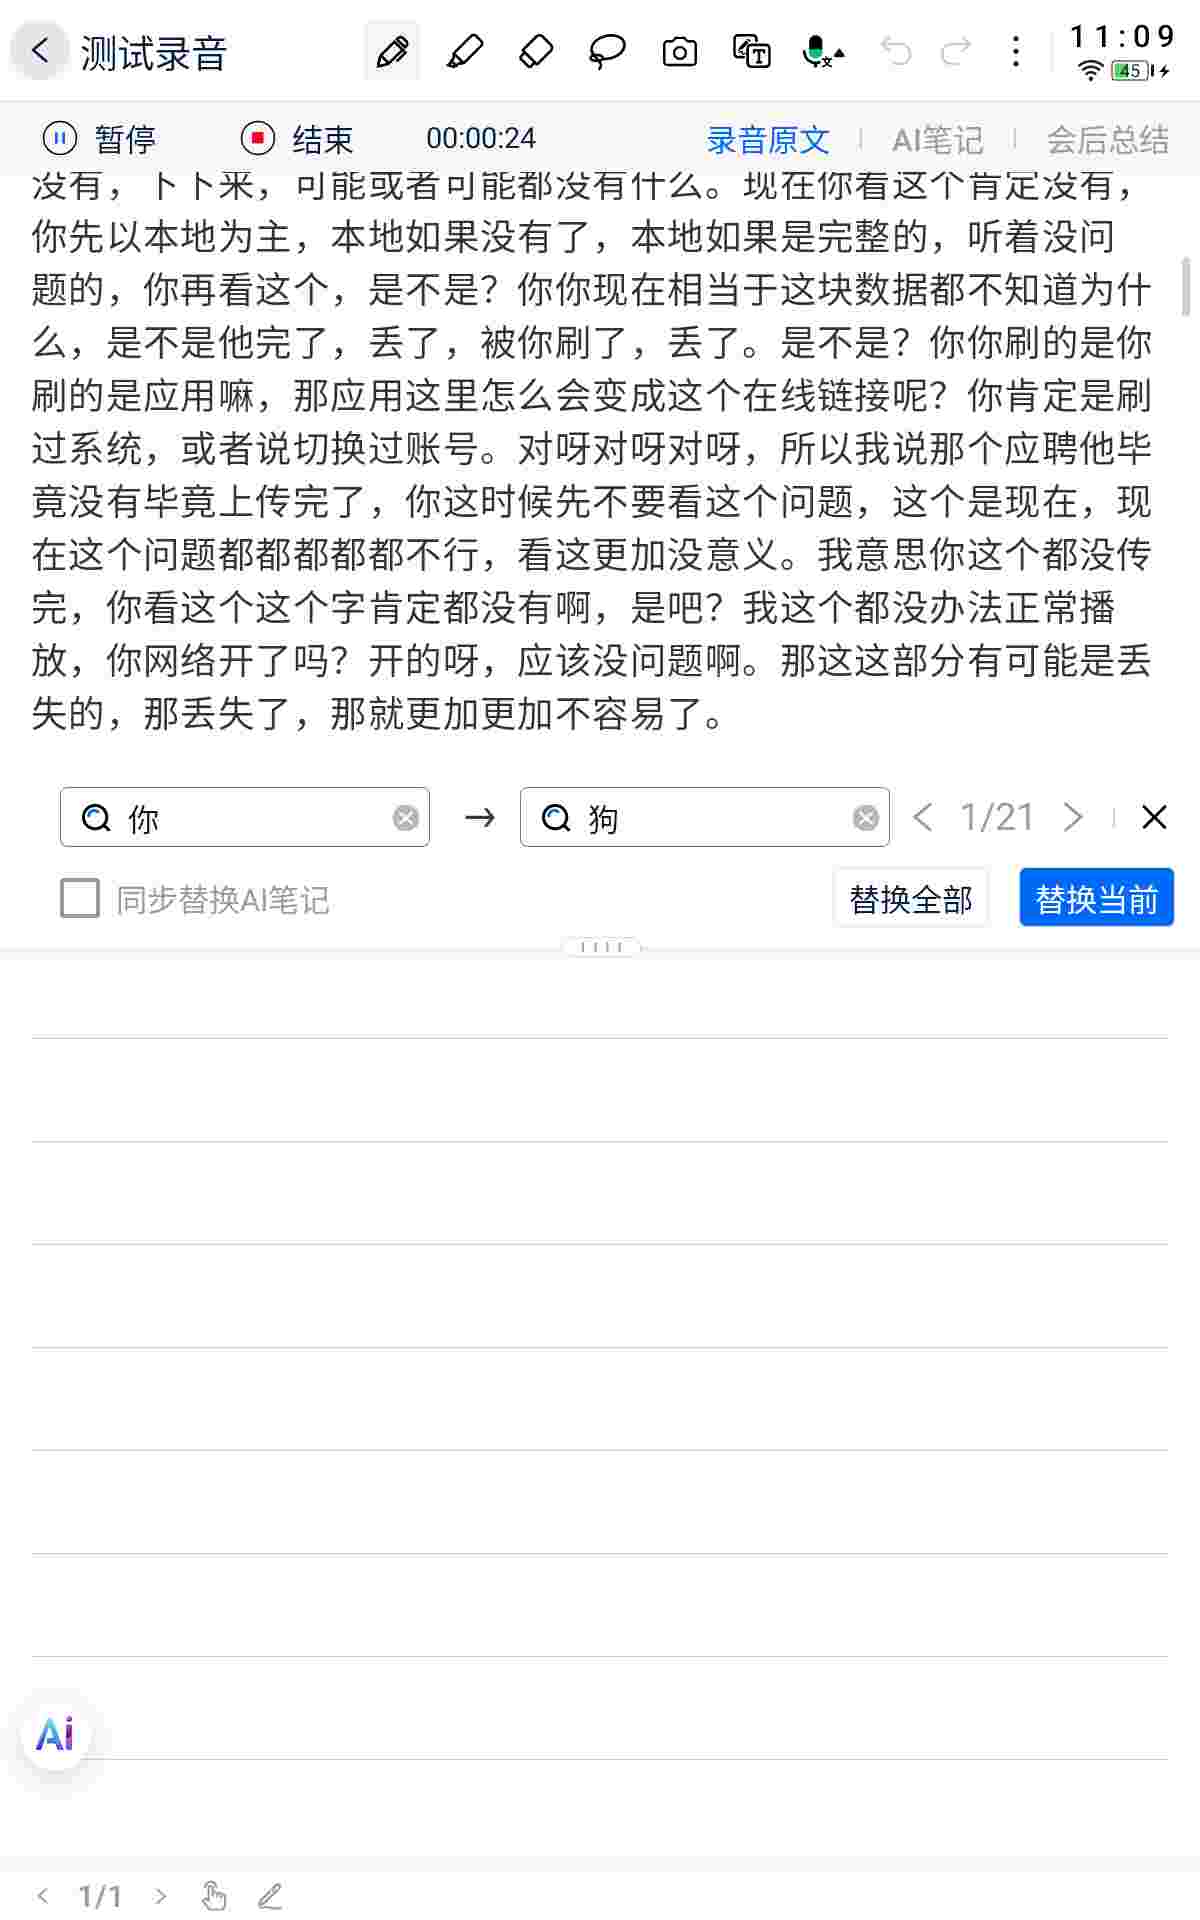 测试录音
11:09
45
暂停 结束 00:00:24 录音原文 AI笔记 会后总结
没有，下下来，可能或者可能都没有什么。现在你看这个肯定没有，
你先以本地为主，本地如果没有了，本地如果是完整的，听着没问
题的，你再看这个，是不是？你你现在相当于这块数据都不知道为什
么，是不是他完了，丢了，被你刷了，丢了。是不是？你你刷的是你
刷的是应用嘛，那应用这里怎么会变成这个在线链接呢？你肯定是刷
过系统，或者说切换过账号。对呀对呀对呀，所以我说那个应聘他毕
竟没有毕竟上传完了，你这时候先不要看这个问题，这个是现在，现
在这个问题都都都都都不行，看这更加没意义。我意思你这个都没传
完，你看这个这个字肯定都没有啊，是吧？我这个都没办法正常播
放，你网络开了吗？开的呀，应该没问题啊。那这这部分有可能是丢
失的，那丢失了，那就更加更加不容易了。
你 → 狗 1/21
同步替换AI笔记 替换全部 替换当前
Ai
1/1